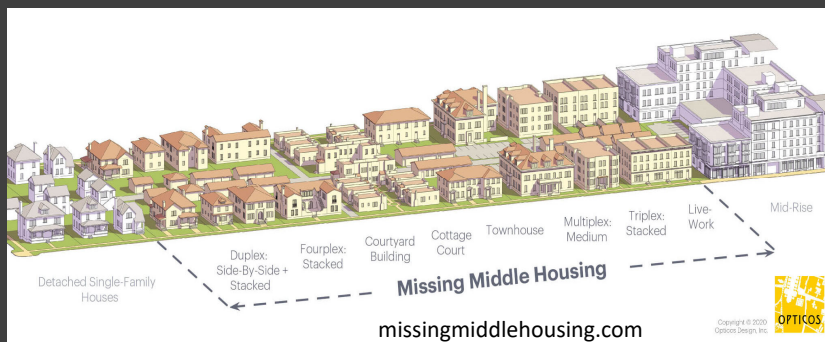 Detached Single-Family
Houses
Duplex:
Side-By-Side +
Stacked
Fourplex:
Stacked
Courtyard
Building
Cottage
Court
Townhouse
Multiplex:
Medium
Triplex:
Stacked
Live-
Work
Mid-Rise
Missing Middle Housing
missingmiddlehousing.com
Copyright © 2020
Opticos Design, Inc.
OPTICOS